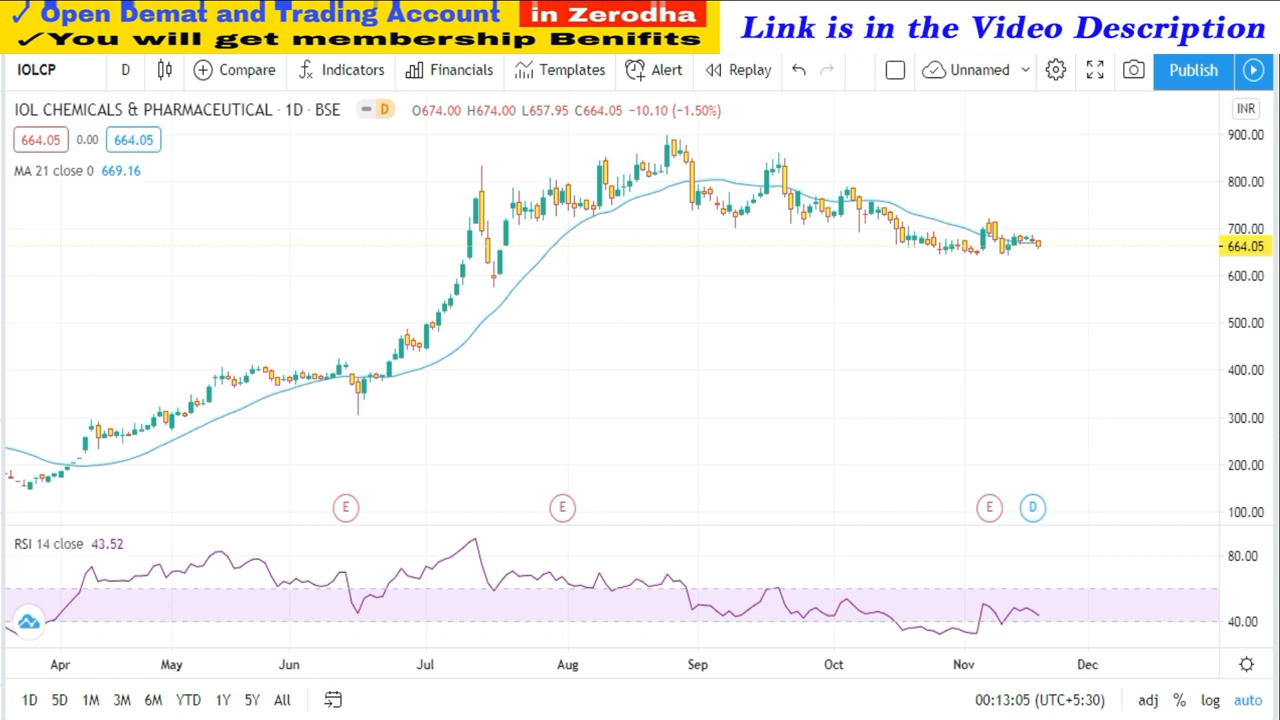 ✓ Open Demat and Trading Account in Zerodha
✓You will get membership Benifits
Link is in the Video Description
IOLCP D Compare Indicators Financials Templates Alert Replay Unnamed Publish
IOL CHEMICALS & PHARMACEUTICAL · 1D · BSE D O674.00 H674.00 L657.95 C664.05 −10.10 (−1.50%)
INR
664.05 0.00 664.05
MA 21 close 0 669.16
900.00
800.00
700.00
664.05
600.00
500.00
400.00
300.00
200.00
100.00
E E E D
RSI 14 close 43.52
80.00
40.00
Apr May Jun Jul Aug Sep Oct Nov Dec
1D 5D 1M 3M 6M YTD 1Y 5Y All 00:13:05 (UTC+5:30) adj % log auto